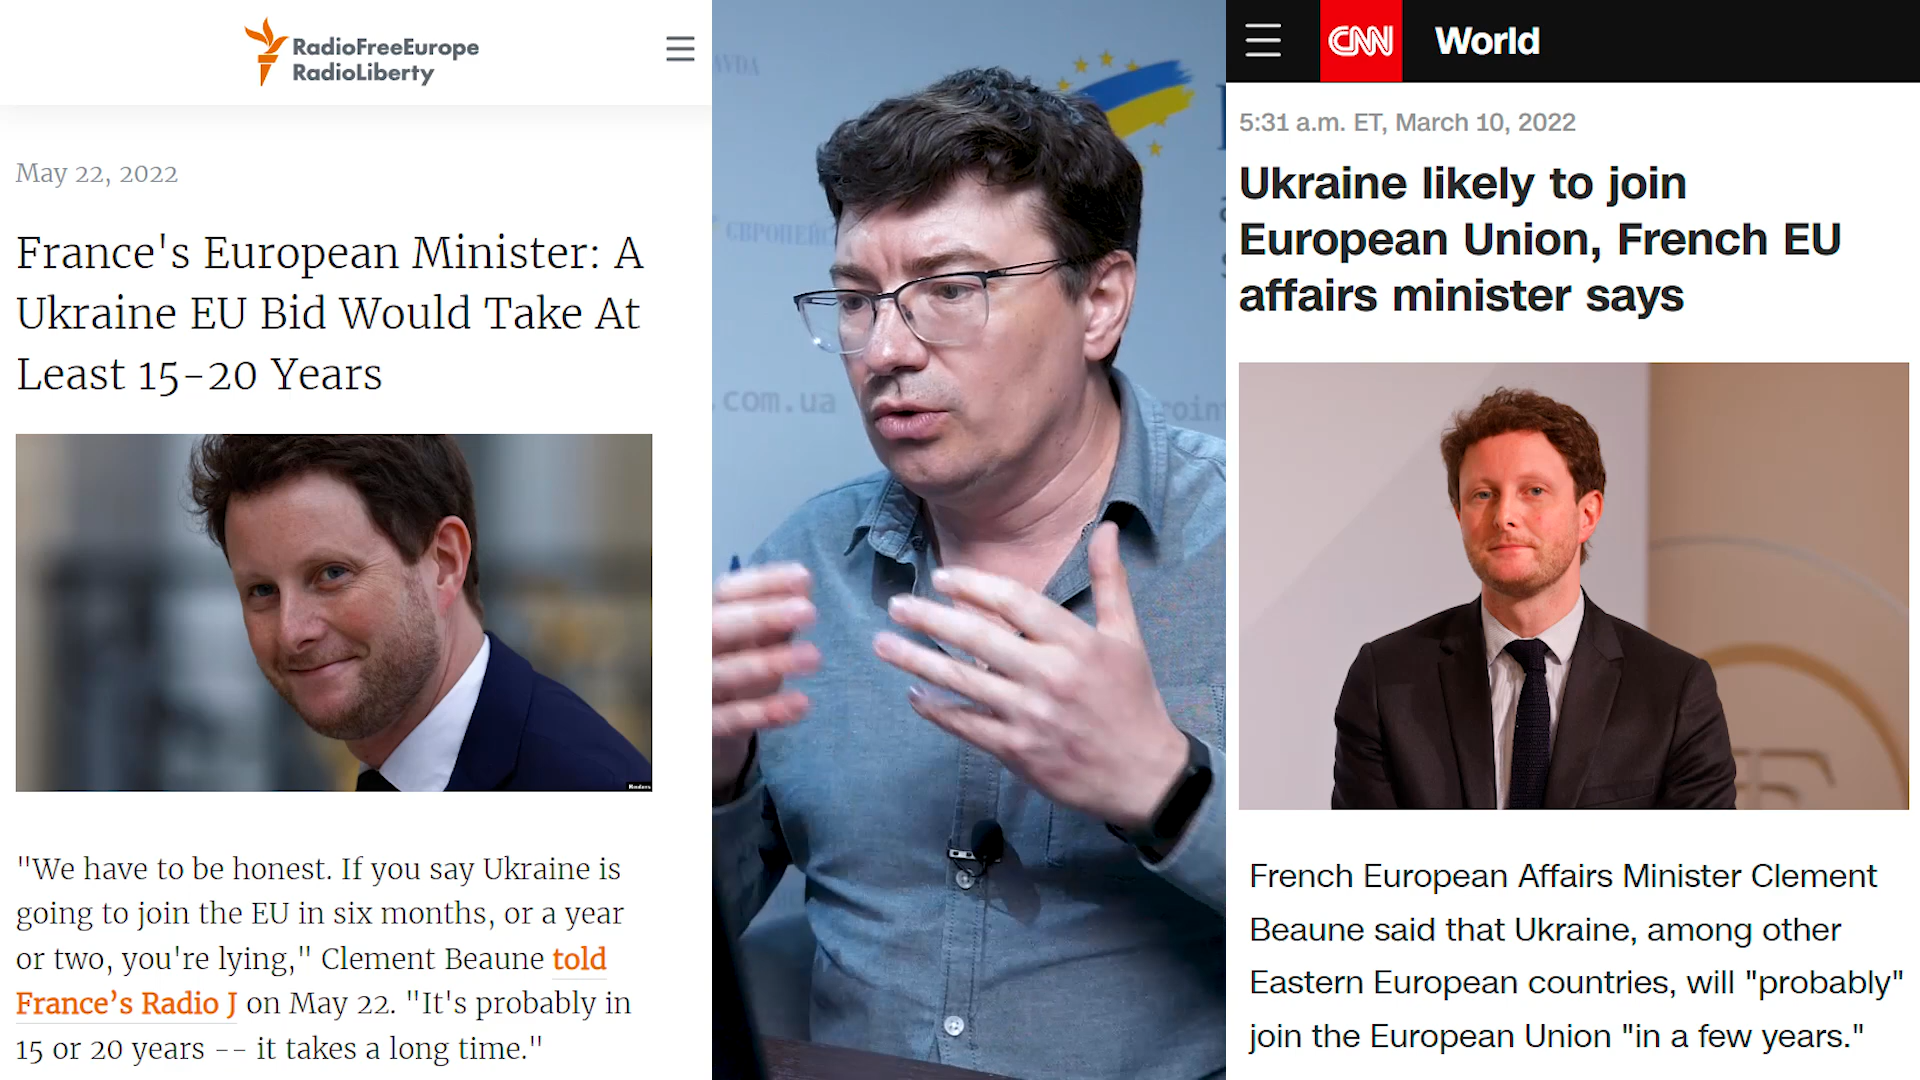 RadioFreeEurope
RadioLiberty
May 22, 2022
France's European Minister: A
Ukraine EU Bid Would Take At
Least 15-20 Years
Reuters
"We have to be honest. If you say Ukraine is
going to join the EU in six months, or a year
or two, you're lying," Clement Beaune told
France’s Radio J on May 22. "It's probably in
15 or 20 years -- it takes a long time."
.com.ua
CNN World
5:31 a.m. ET, March 10, 2022
Ukraine likely to join
European Union, French EU
affairs minister says
French European Affairs Minister Clement
Beaune said that Ukraine, among other
Eastern European countries, will "probably"
join the European Union "in a few years."